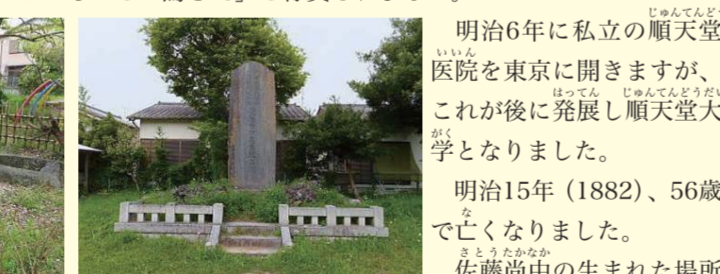 明治6年に私立の順天堂
医院を東京に開きますが、
これが後に発展し順天堂大
学となりました。
明治15年（1882）、56歳
で亡くなりました。
佐藤尚中の生まれた場所